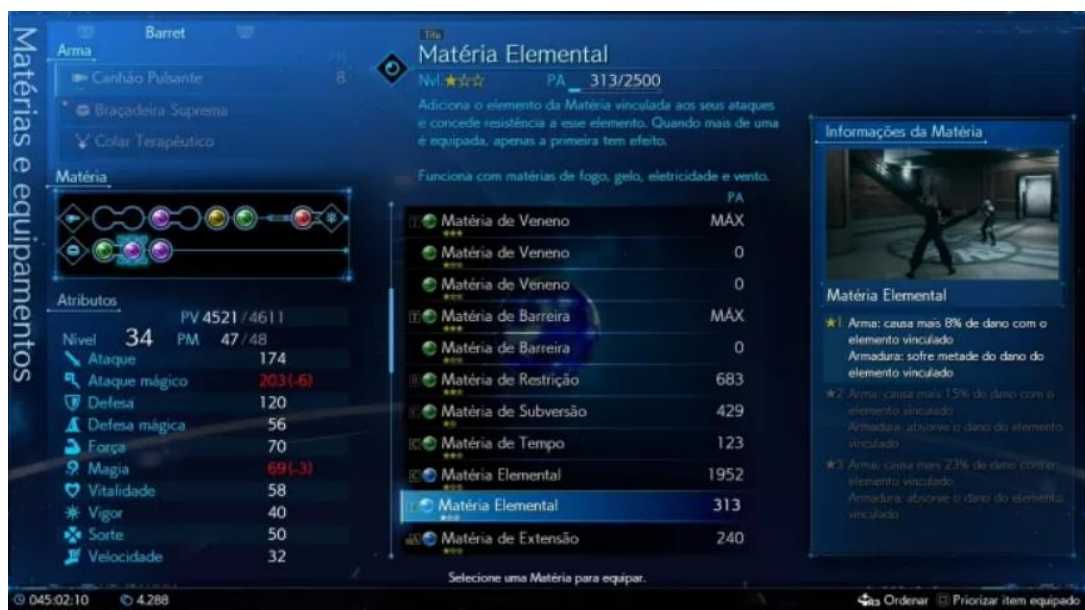 Matérias e equipamentos
Barret
Arma
Canhão Pulsante 8
Braçadeira Suprema
Colar Terapêutico
Matéria
Atributos
PV 4521/4611
Nível 34 PM 47/48
Ataque 174
Ataque mágico 203(-6)
Defesa 120
Defesa mágica 56
Força 70
Magia 69(-3)
Vitalidade 58
Vigor 40
Sorte 50
Velocidade 32
Tifa
Matéria Elemental
Nvl. ★☆☆ PA 313/2500
Adiciona o elemento da Matéria vinculada aos seus ataques
e concede resistência a esse elemento. Quando mais de uma
é equipada, apenas a primeira tem efeito.
Funciona com matérias de fogo, gelo, eletricidade e vento.
PA
Matéria de Veneno MÁX
Matéria de Veneno 0
Matéria de Veneno 0
Matéria de Barreira MÁX
Matéria de Barreira 0
Matéria de Restrição 683
Matéria de Subversão 429
Matéria de Tempo 123
Matéria Elemental 1952
Matéria Elemental 313
Matéria de Extensão 240
Selecione uma Matéria para equipar.
Informações da Matéria
Matéria Elemental
★1 Arma: causa mais 8% de dano com o
elemento vinculado
Armadura: sofre metade do dano do
elemento vinculado
★2 Arma: causa mais 15% de dano com o
elemento vinculado
Armadura: absorve o dano do elemento
vinculado
★3 Arma: causa mais 23% de dano com o
elemento vinculado
Armadura: absorve o dano do elemento
vinculado
045:02:10 4.288
R3 Ordenar Priorizar item equipado